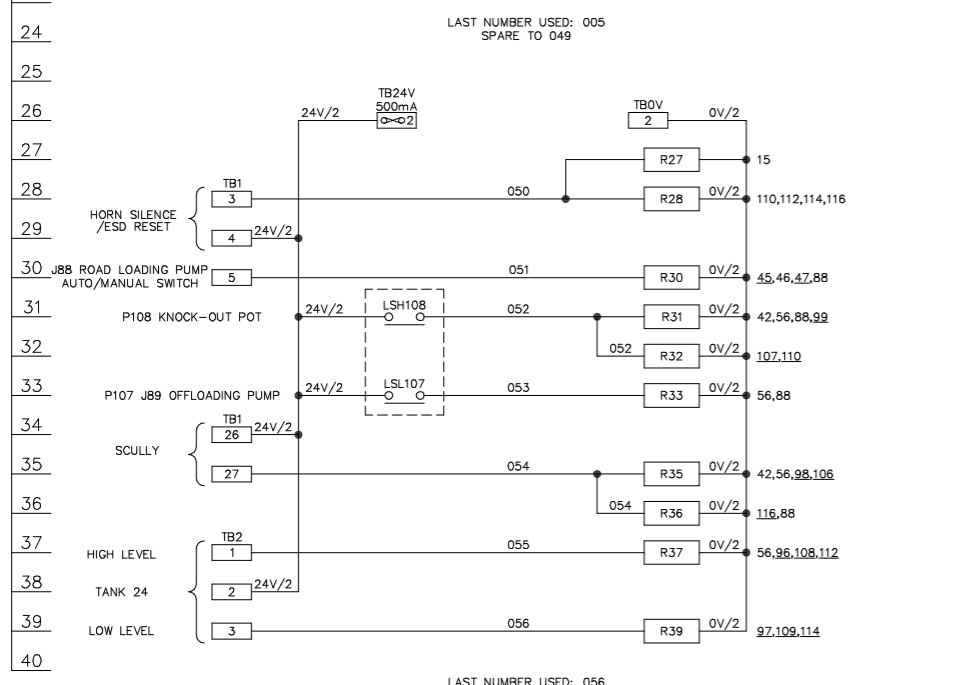 LAST NUMBER USED: 005
24
SPARE TO 049
25
TB24V
500mA
26
24V/2
2
TB0V
2
0V/2
27
R27
15
28
TB1
3
050
R28
0V/2
110,112,114,116
HORN SILENCE
/ESD RESET
29
4
24V/2
30
J88 ROAD LOADING PUMP
AUTO/MANUAL SWITCH
5
051
R30
0V/2
45,46,47,88
31
P108 KNOCK-OUT POT
24V/2
LSH108
052
R31
0V/2
42,56,88,99
32
052
R32
0V/2
107,110
33
P107 J89 OFFLOADING PUMP
24V/2
LSL107
053
R33
0V/2
56,88
34
TB1
26
24V/2
SCULLY
35
27
054
R35
0V/2
42,56,98,106
36
054
R36
0V/2
116,88
37
HIGH LEVEL
TB2
1
055
R37
0V/2
56,96,108,112
38
TANK 24
2
24V/2
39
LOW LEVEL
3
056
R39
0V/2
97,109,114
40
LAST NUMBER USED: 056